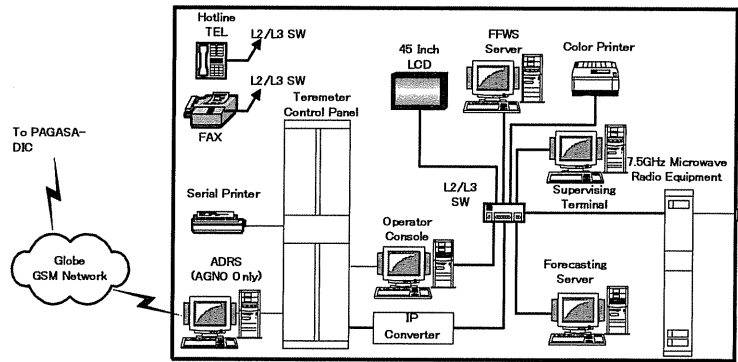 Hotline
TEL
L2/L3 SW
L2/L3 SW
FAX
45 Inch
LCD
FFWS
Server
Color Printer
Teremeter
Control Panel
To PAGASA-
DIC
Serial Printer
L2/L3
SW
Supervising
Terminal
7.5GHz Microwave
Radio Equipment
Operator
Console
Globe
GSM Network
ADRS
(AGNO Only)
Forecasting
Server
IP
Converter